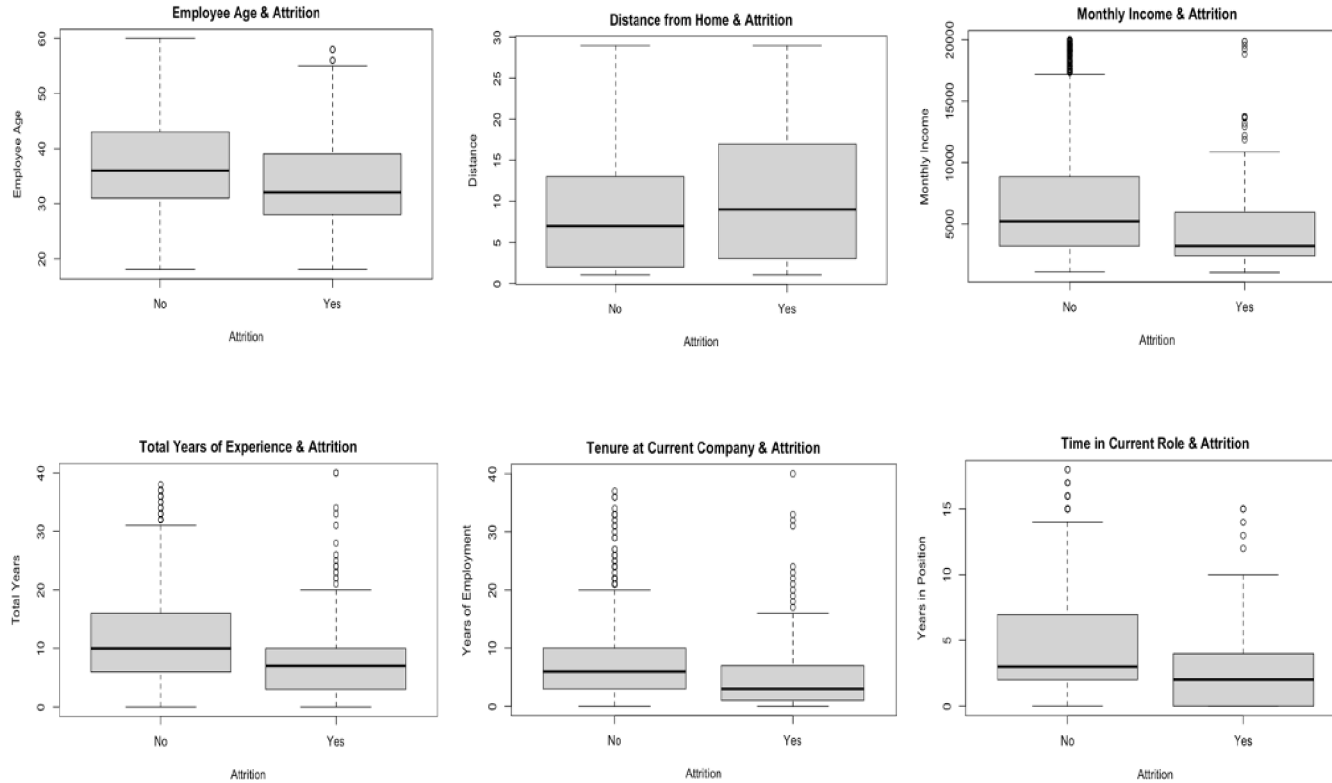 Employee Age & Attrition
Employee Age
60
50
40
30
20
No
Yes
Attrition
Distance from Home & Attrition
Distance
30
25
20
15
10
5
0
No
Yes
Attrition
Monthly Income & Attrition
Monthly Income
20000
15000
10000
5000
No
Yes
Attrition
Total Years of Experience & Attrition
Total Years
40
30
20
10
0
No
Yes
Attrition
Tenure at Current Company & Attrition
Years of Employment
40
30
20
10
0
No
Yes
Attrition
Time in Current Role & Attrition
Years in Position
15
10
5
0
No
Yes
Attrition